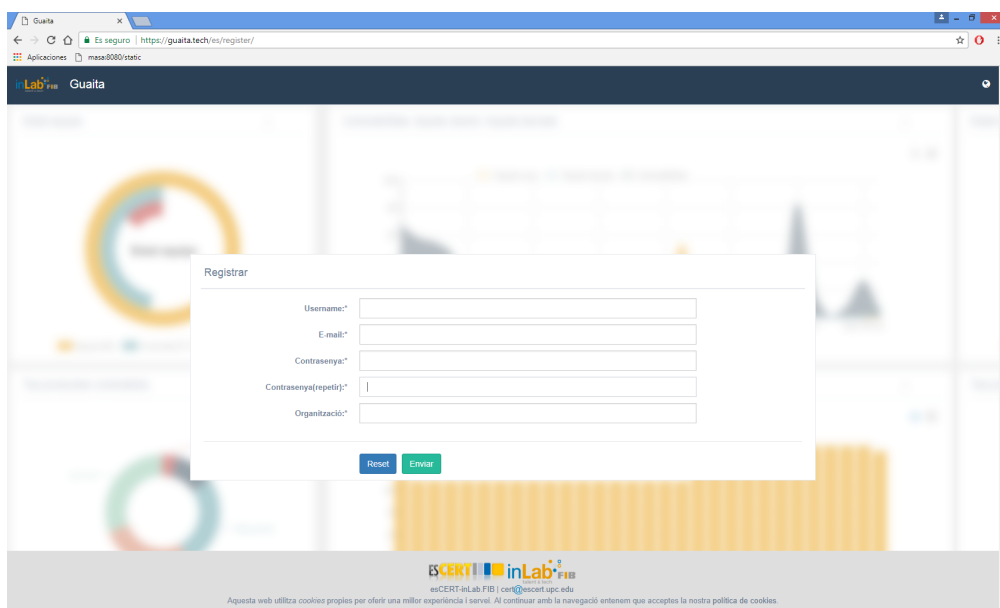 Guaita
Es seguro | https://guaita.tech/es/register/
Aplicaciones masai8080/static
inLab FIB Guaita
Registrar
Username:*
E-mail:*
Contrasenya:*
Contrasenya(repetir):*
Organització:*
Reset Enviar
esCERT inLab FIB
talent & tech
esCERT-inLab.FIB | cert@escert.upc.edu
Aquesta web utilitza cookies propies per oferir una millor experiència i servei. Al continuar amb la navegació entenem que acceptes la nostra política de cookies.